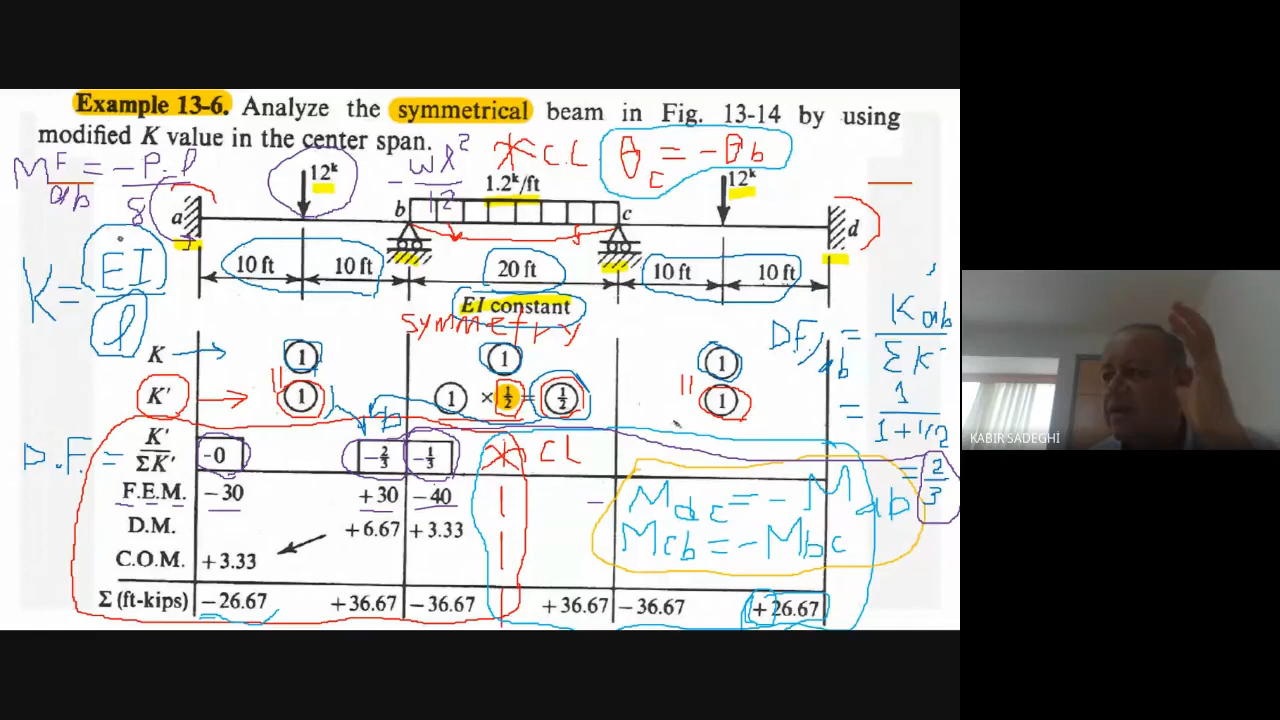 Example 13-6. Analyze the symmetrical beam in Fig. 13-14 by using
modified K value in the center span.
M^F_ab = -P.l/8
12ᵏ
-wl²/12
* C.L
θc = -θb
1.2ᵏ/ft
12ᵏ
a
b
c
d
10 ft
10 ft
20 ft
10 ft
10 ft
EI constant
K = EI/l
symmetry
D.F.)ab = Kab/ΣK
= 1/(1+1/2)
= 2/3
K → 1 1 1
K' → 1 1 × ½ = ½ 1
b
D.F. = K'/ΣK' -0 -⅔ -⅓ * CL
F.E.M. -30 +30 -40
D.M. +6.67 +3.33
C.O.M. +3.33
Mdc = -Mab
Mcb = -Mbc
Σ (ft-kips) -26.67 +36.67 -36.67 +36.67 -36.67 +26.67
KABIR SADEGHİ